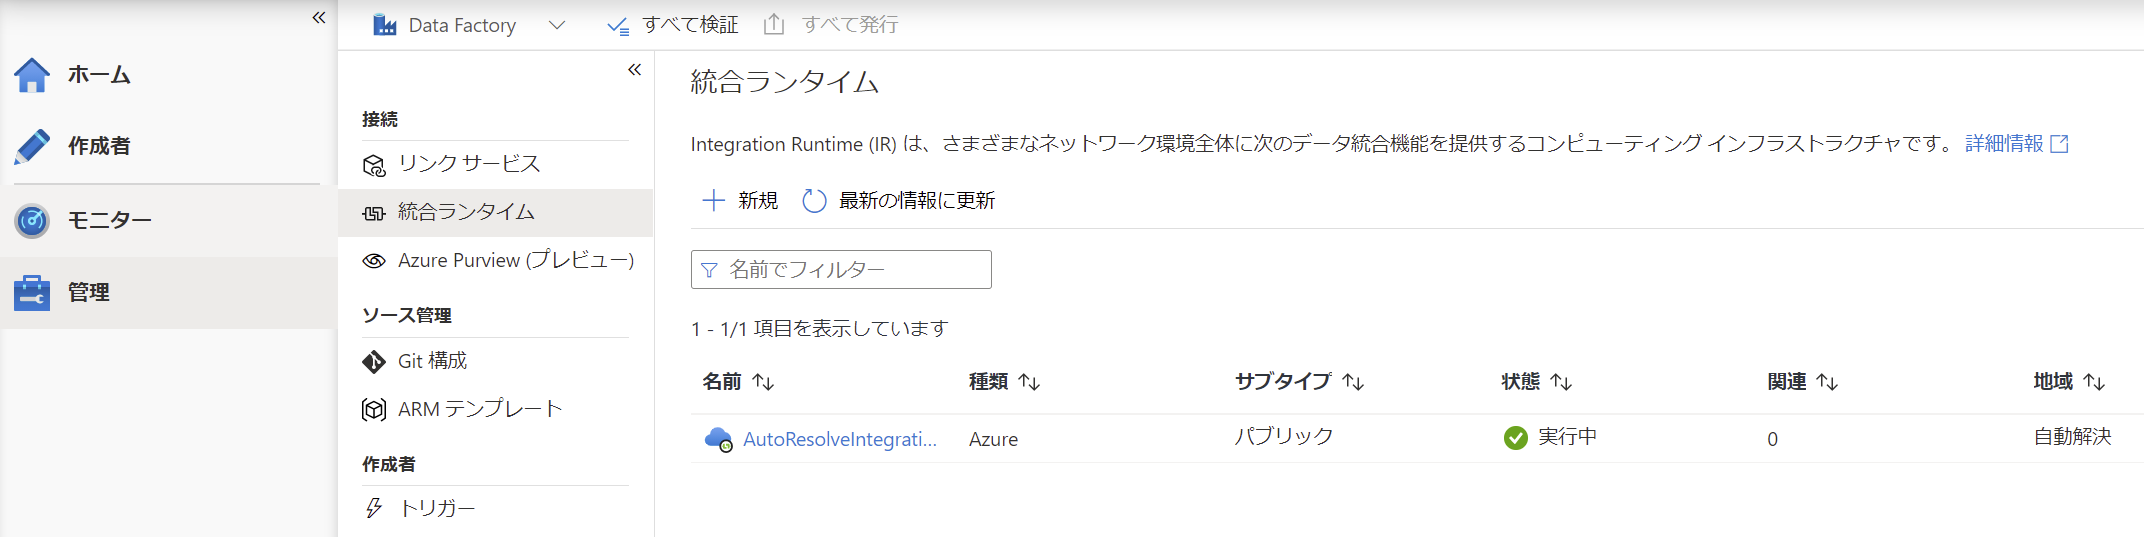 ホーム
作成者
モニター
管理
Data Factory
すべて検証
すべて発行
接続
リンク サービス
統合ランタイム
Azure Purview (プレビュー)
ソース管理
Git 構成
ARM テンプレート
作成者
トリガー
統合ランタイム
Integration Runtime (IR) は、さまざまなネットワーク環境全体に次のデータ統合機能を提供するコンピューティング インフラストラクチャです。 詳細情報
新規 最新の情報に更新
名前でフィルター
1 - 1/1 項目を表示しています
名前 種類 サブタイプ 状態 関連 地域
AutoResolveIntegrati... Azure パブリック 実行中 0 自動解決